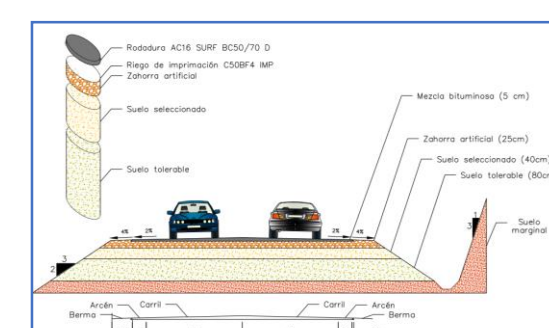 Rodadura AC16 SURF BC50/70 D
Riego de imprimación C50BF4 IMP
Zahorra artificial
Suelo seleccionado
Suelo tolerable
Mezcla bituminosa (5 cm)
Zahorra artificial (25cm)
Suelo seleccionado (40cm)
Suelo tolerable (80cm
Suelo
marginal
4% 2% 2% 4%
3
2
1
3
Arcén Carril Carril Arcén
Berma Berma